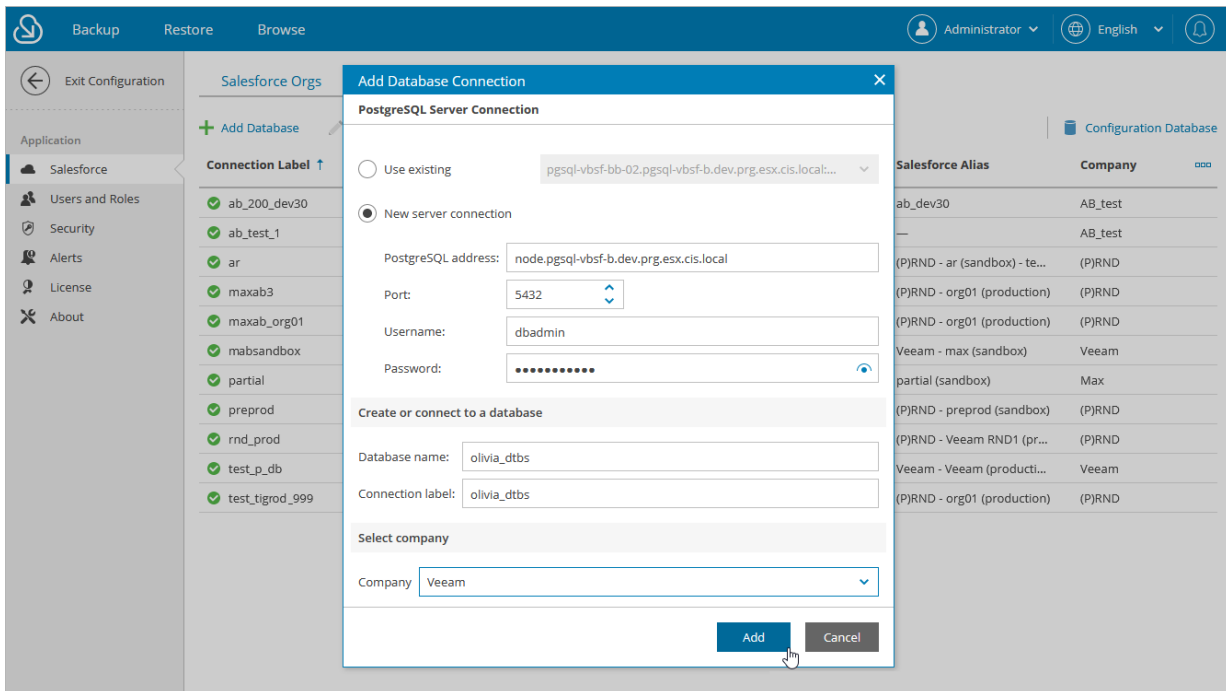 Backup Restore Browse Administrator English
Exit Configuration
Salesforce Orgs
Application
Salesforce
Users and Roles
Security
Alerts
License
About
Add Database Configuration Database
Connection Label Salesforce Alias Company
ab_200_dev30 ab_dev30 AB_test
ab_test_1 — AB_test
ar (P)RND - ar (sandbox) - te... (P)RND
maxab3 (P)RND - org01 (production) (P)RND
maxab_org01 (P)RND - org01 (production) (P)RND
mabsandbox Veeam - max (sandbox) Veeam
partial partial (sandbox) Max
preprod (P)RND - preprod (sandbox) (P)RND
rnd_prod (P)RND - Veeam RND1 (pr... (P)RND
test_p_db Veeam - Veeam (producti... Veeam
test_tigrod_999 (P)RND - org01 (production) (P)RND
Add Database Connection
PostgreSQL Server Connection
Use existing pgsql-vbsf-bb-02.pgsql-vbsf-b.dev.prg.esx.cis.local:...
New server connection
PostgreSQL address: node.pgsql-vbsf-b.dev.prg.esx.cis.local
Port: 5432
Username: dbadmin
Password: •••••••••••
Create or connect to a database
Database name: olivia_dtbs
Connection label: olivia_dtbs
Select company
Company Veeam
Add Cancel